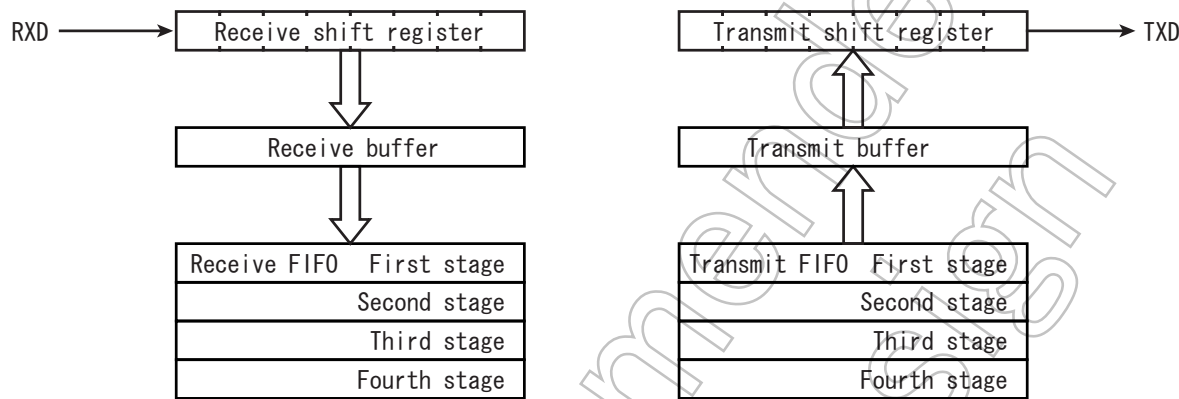 RXD
Receive shift register
Receive buffer
Receive FIFO First stage
Second stage
Third stage
Fourth stage
Transmit shift register
TXD
Transmit buffer
Transmit FIFO First stage
Second stage
Third stage
Fourth stage